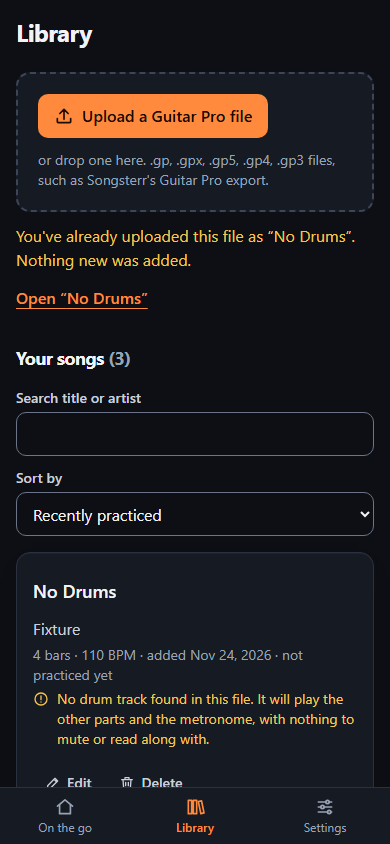 Library
Upload a Guitar Pro file
or drop one here. .gp, .gpx, .gp5, .gp4, .gp3 files,
such as Songsterr's Guitar Pro export.
You've already uploaded this file as “No Drums”.
Nothing new was added.
Open “No Drums”
Your songs (3)
Search title or artist
Sort by
Recently practiced
No Drums
Fixture
4 bars · 110 BPM · added Nov 24, 2026 · not
practiced yet
No drum track found in this file. It will play the
other parts and the metronome, with nothing to
mute or read along with.
Edit Delete
On the go Library Settings